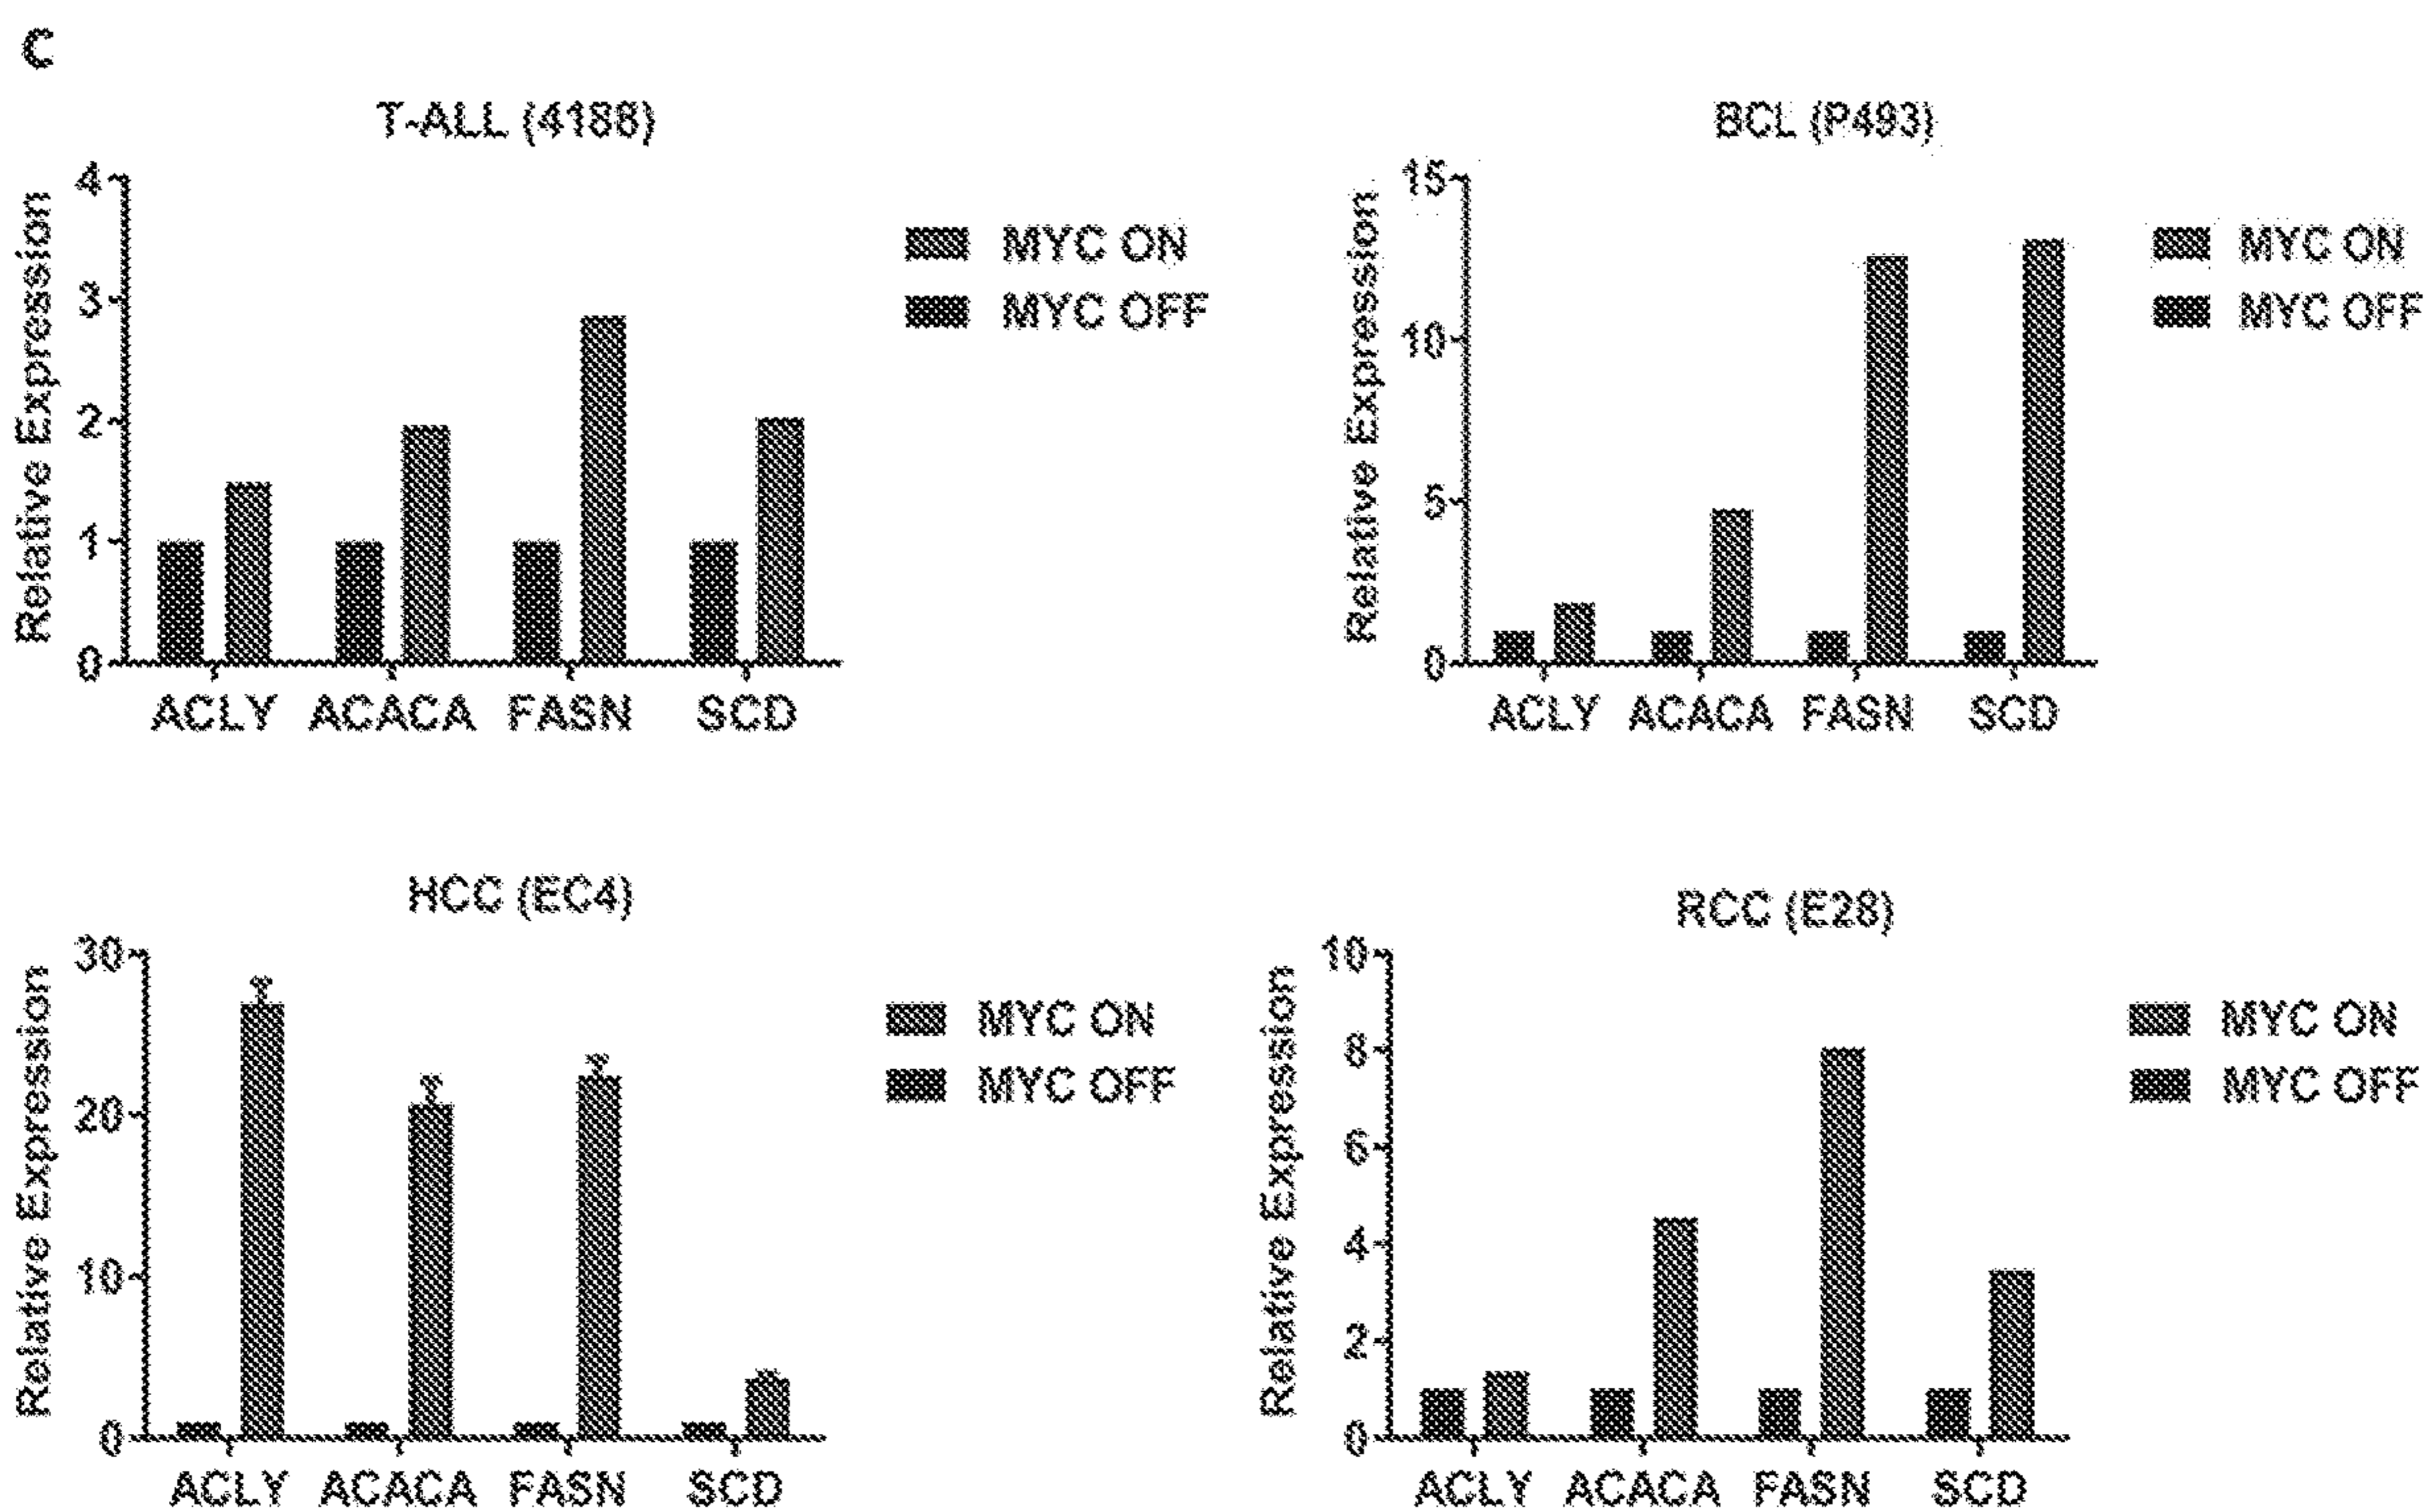 C
T-ALL (4188)
Relative Expression
4
3
2
1
0
ACLY ACACA FASN SCD
MYC ON
MYC OFF
BCL (P493)
Relative Expression
15
10
5
0
ACLY ACACA FASN SCD
MYC ON
MYC OFF
HCC (EC4)
Relative Expression
30
20
10
0
ACLY ACACA FASN SCD
MYC ON
MYC OFF
RCC (E28)
Relative Expression
10
8
6
4
2
0
ACLY ACACA FASN SCD
MYC ON
MYC OFF